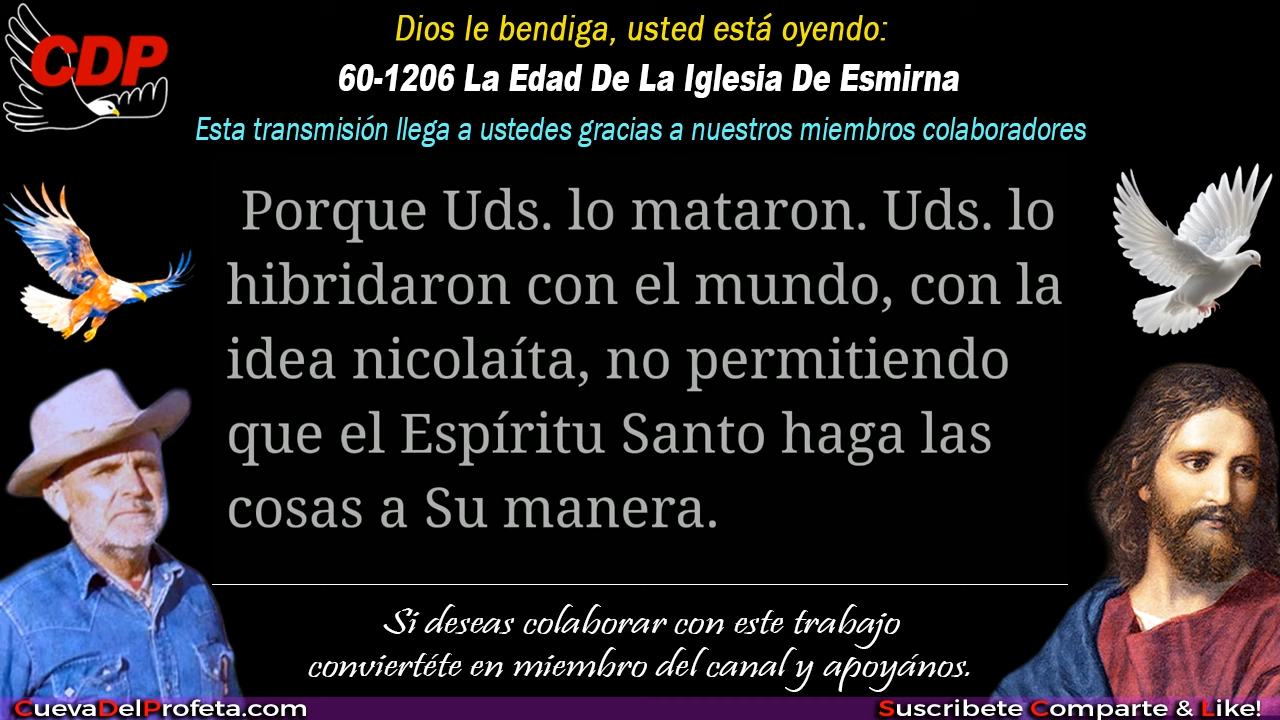 CDP
Dios le bendiga, usted está oyendo:
60-1206 La Edad De La Iglesia De Esmirna
Esta transmisión llega a ustedes gracias a nuestros miembros colaboradores
Porque Uds. lo mataron. Uds. lo
hibridaron con el mundo, con la
idea nicolaíta, no permitiendo
que el Espíritu Santo haga las
cosas a Su manera.
Si deseas colaborar con este trabajo
conviertéte en miembro del canal y apoyános.
CuevaDelProfeta.com
Suscribete Comparte & Like!